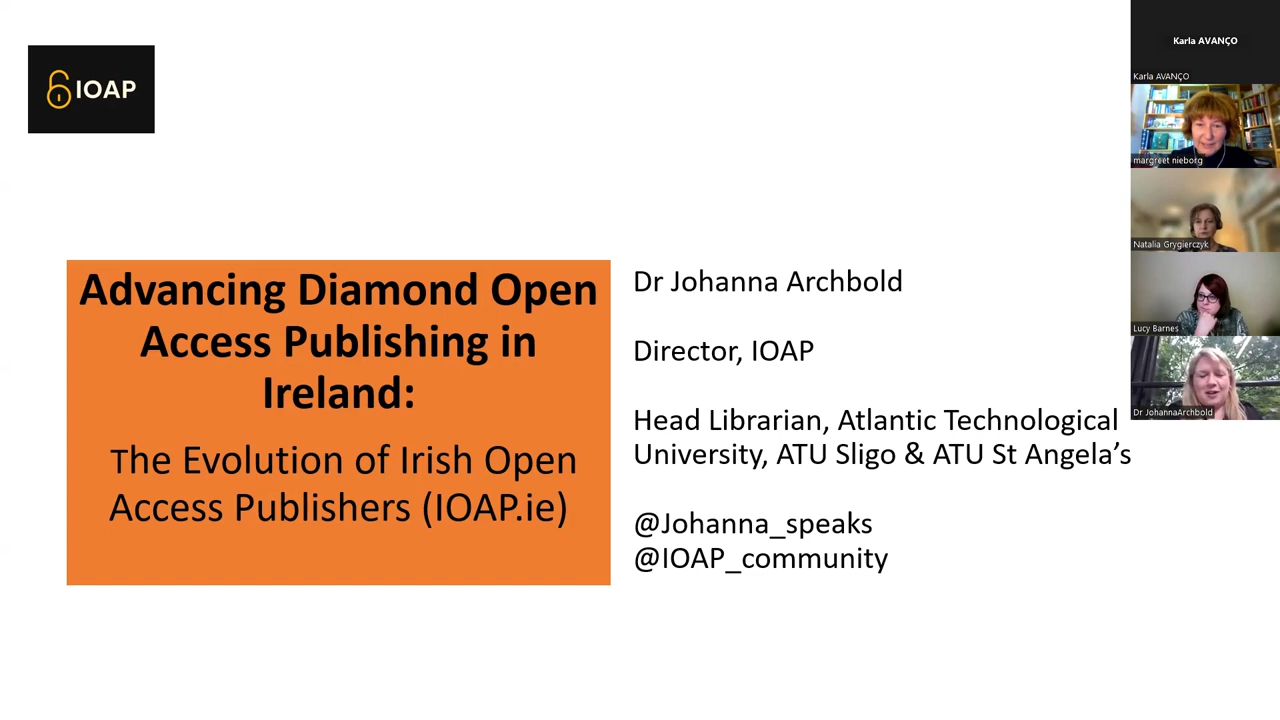 IOAP
Advancing Diamond Open
Access Publishing in
Ireland:
The Evolution of Irish Open
Access Publishers (IOAP.ie)
Dr Johanna Archbold
Director, IOAP
Head Librarian, Atlantic Technological
University, ATU Sligo & ATU St Angela’s
@Johanna_speaks
@IOAP_community
Karla AVANÇO
Karla AVANÇO
margreet nieborg
Natalia Grygierczyk
Lucy Barnes
Dr JohannaArchbold